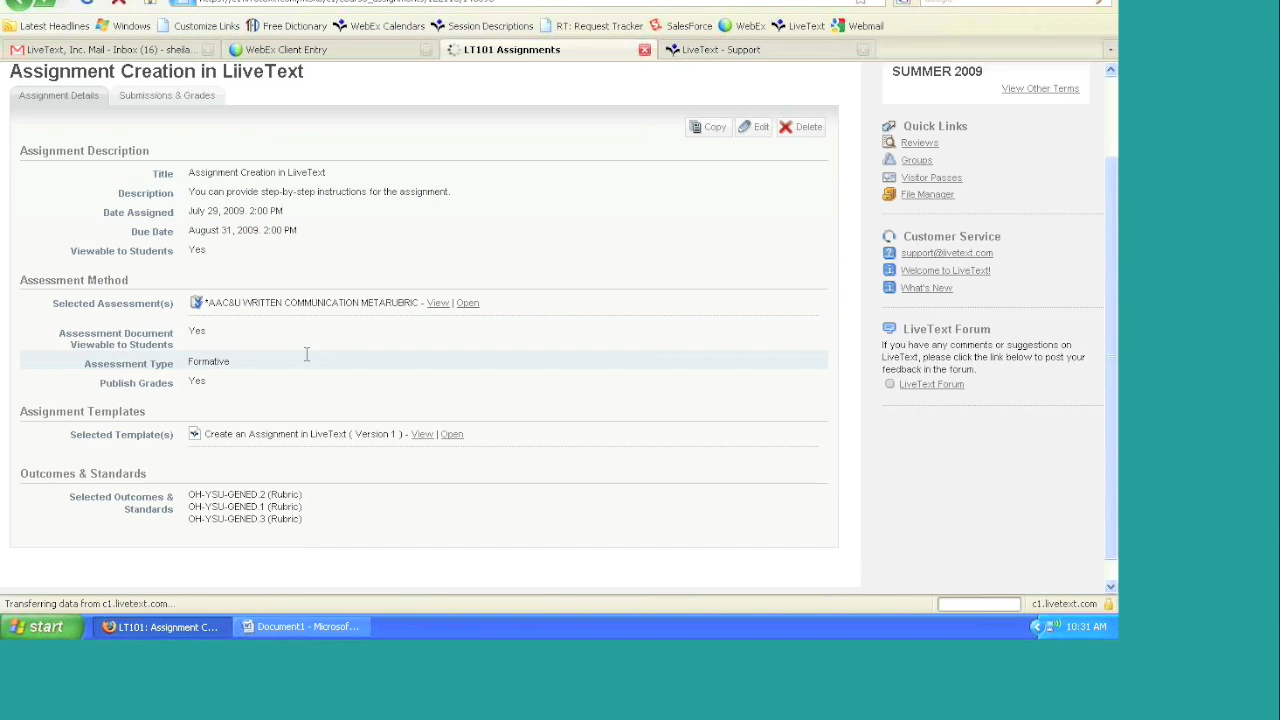 Latest Headlines Windows Customize Links Free Dictionary WebEx Calendars Session Descriptions RT: Request Tracker SalesForce WebEx LiveText Webmail
LiveText, Inc. Mail - Inbox (16) - sheila... WebEx Client Entry LT101 Assignments LiveText - Support
Assignment Creation in LiiveText
SUMMER 2009
View Other Terms
Assignment Details Submissions & Grades
Copy Edit Delete
Quick Links
Reviews
Groups
Visitor Passes
File Manager
Assignment Description
Title Assignment Creation in LiiveText
Description You can provide step-by-step instructions for the assignment.
Date Assigned July 29, 2009. 2:00 PM
Due Date August 31, 2009. 2:00 PM
Viewable to Students Yes
Customer Service
support@livetext.com
Welcome to LiveText!
What's New
Assessment Method
Selected Assessment(s) *AAC&U WRITTEN COMMUNICATION METARUBRIC - View | Open
Assessment Document Yes
Viewable to Students
Assessment Type Formative
Publish Grades Yes
LiveText Forum
If you have any comments or suggestions on
LiveText, please click the link below to post your
feedback in the forum.
LiveText Forum
Assignment Templates
Selected Template(s) Create an Assignment in LiveText ( Version 1 ) - View | Open
Outcomes & Standards
Selected Outcomes & OH-YSU-GENED.2 (Rubric)
Standards OH-YSU-GENED.1 (Rubric)
OH-YSU-GENED.3 (Rubric)
Transferring data from c1.livetext.com... c1.livetext.com
start LT101: Assignment C... Document1 - Microsof... 10:31 AM